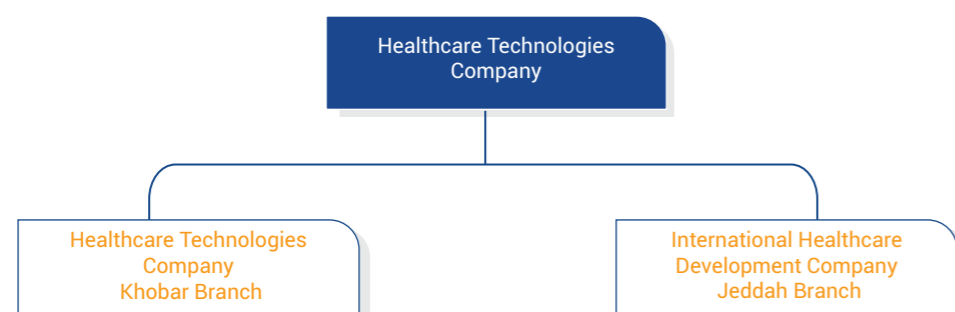 Healthcare Technologies
Company
Healthcare Technologies
Company
Khobar Branch
International Healthcare
Development Company
Jeddah Branch